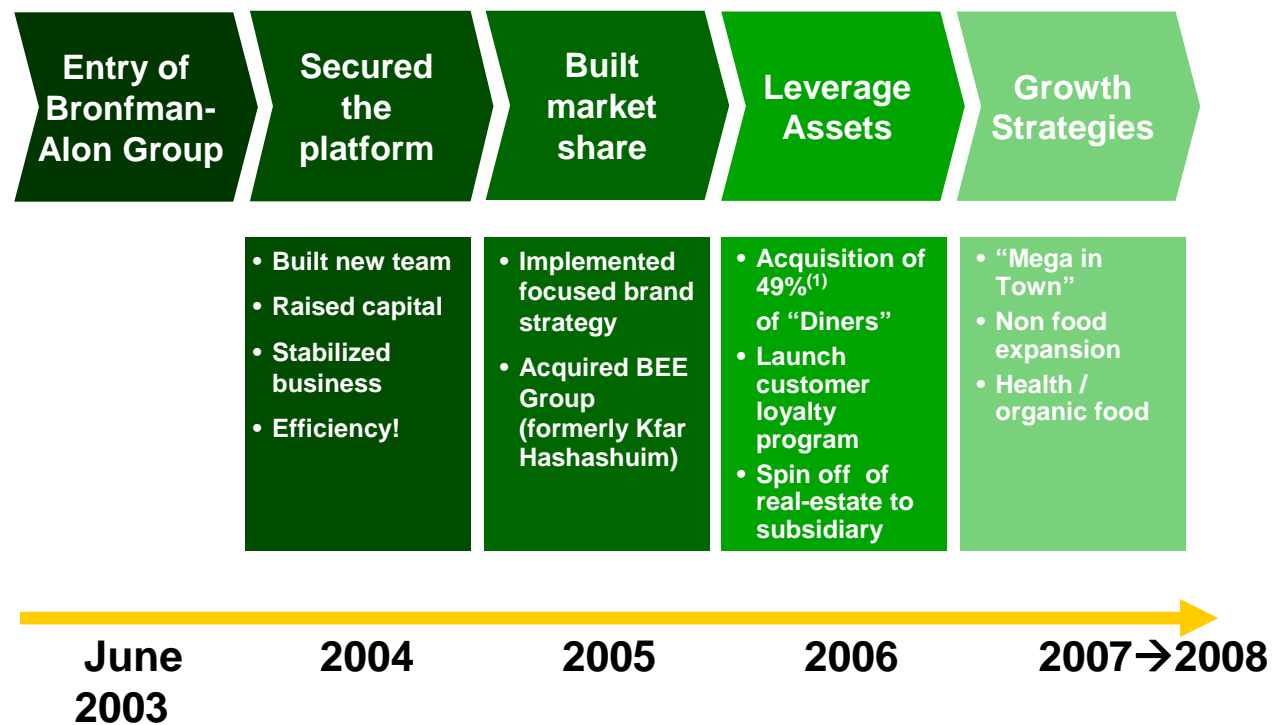 Entry of
Bronfman-
Alon Group
Secured
the
platform
Built
market
share
Leverage
Assets
Growth
Strategies
• Built new team
• Raised capital
• Stabilized
business
• Efficiency!
• Implemented
focused brand
strategy
• Acquired BEE
Group
(formerly Kfar
Hashashuim)
• Acquisition of
49%(1)
of “Diners”
• Launch
customer
loyalty
program
• Spin off of
real-estate to
subsidiary
• “Mega in
Town”
• Non food
expansion
• Health /
organic food
June
2003
2004
2005
2006
2007→2008